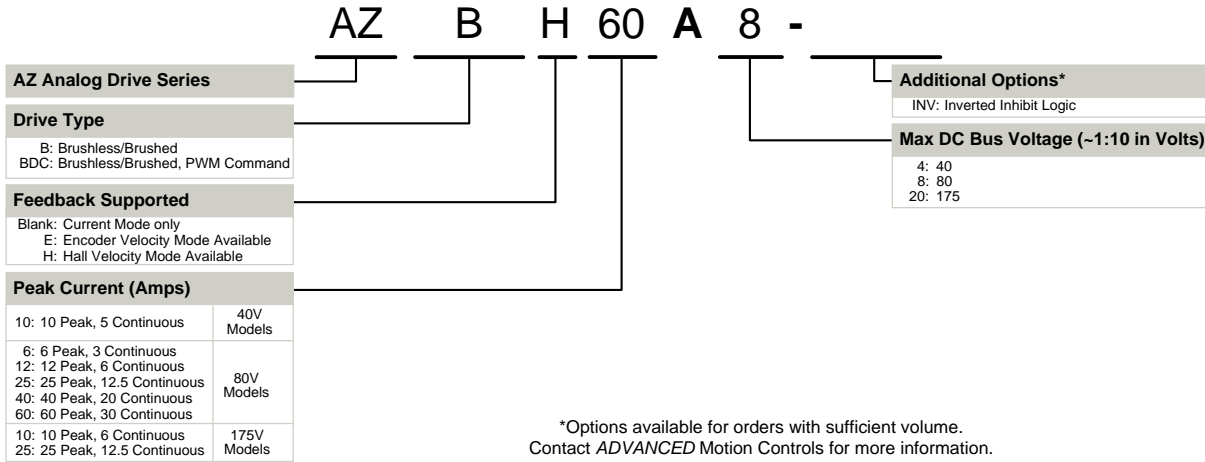 AZ B H 60 A 8 -
AZ Analog Drive Series
Drive Type
B: Brushless/Brushed
BDC: Brushless/Brushed, PWM Command
Feedback Supported
Blank: Current Mode only
E: Encoder Velocity Mode Available
H: Hall Velocity Mode Available
Peak Current (Amps)
10: 10 Peak, 5 Continuous
40V
Models
6: 6 Peak, 3 Continuous
12: 12 Peak, 6 Continuous
25: 25 Peak, 12.5 Continuous
40: 40 Peak, 20 Continuous
60: 60 Peak, 30 Continuous
80V
Models
10: 10 Peak, 6 Continuous
25: 25 Peak, 12.5 Continuous
175V
Models
Additional Options*
INV: Inverted Inhibit Logic
Max DC Bus Voltage (~1:10 in Volts)
4: 40
8: 80
20: 175
*Options available for orders with sufficient volume.
Contact ADVANCED Motion Controls for more information.